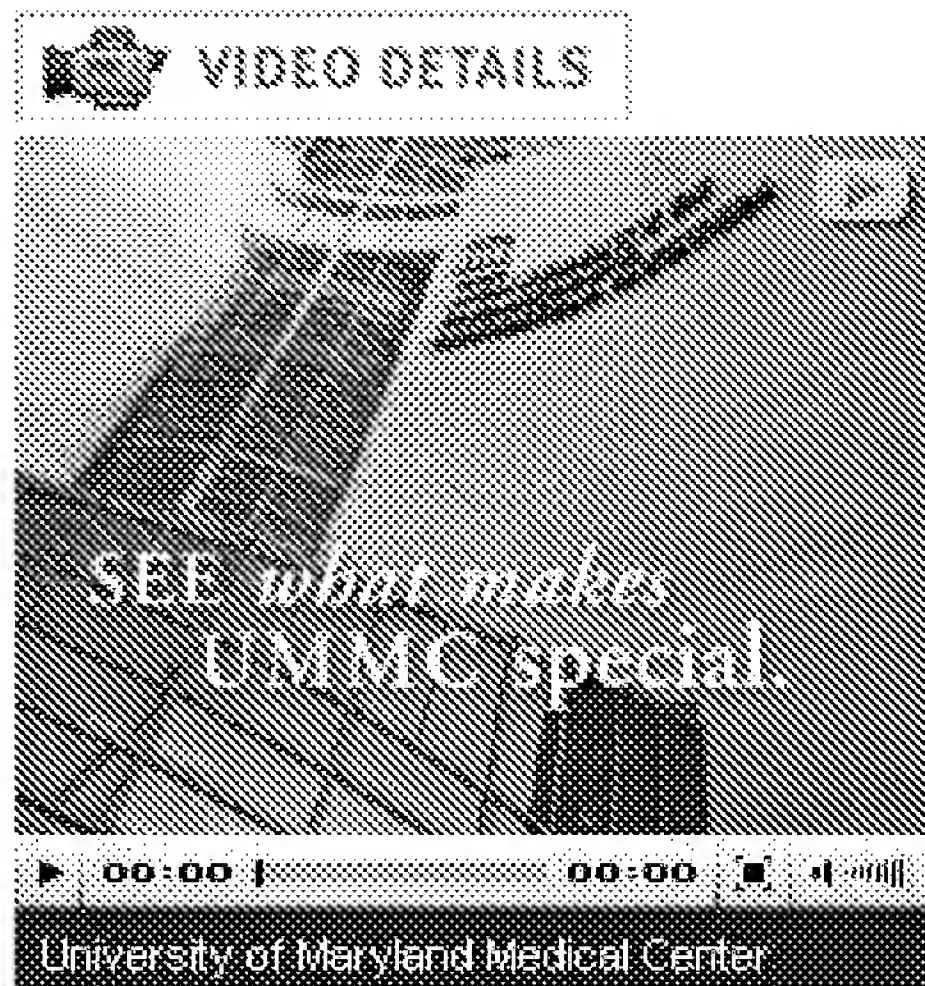 VIDEO DETAILS
SEE what makes
UMMC special.
00:00 00:00
University of Maryland Medical Center